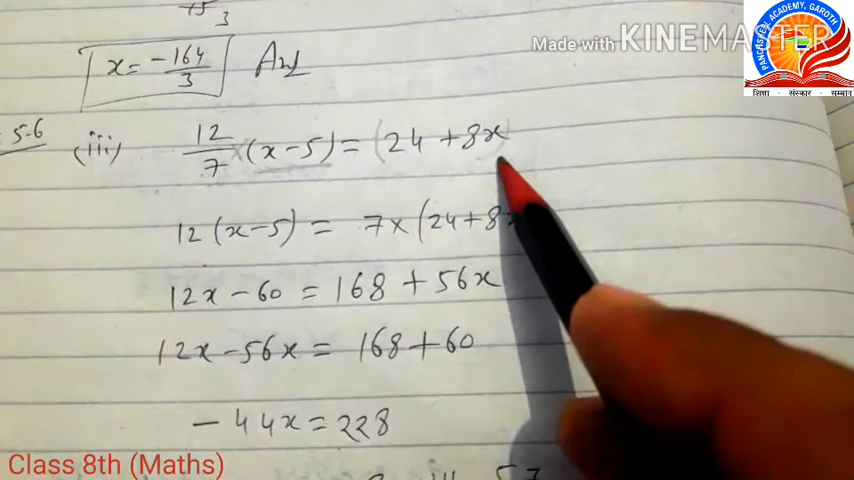 Made with KINEMASTER
PANCHSHEEL ACADEMY, GAROTH
शिक्षा - संस्कार - सम्मान
x = -164/3 Ans
5.6
(iii) 12/7 × (x - 5) = (24 + 8x)
12 (x - 5) = 7 × (24 + 8
12x - 60 = 168 + 56x
12x - 56x = 168 + 60
- 44x = 228
Class 8th (Maths)